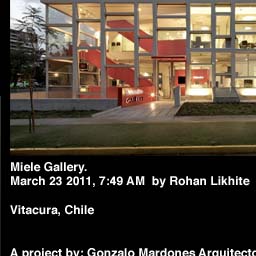 Miele Gallery.
March 23 2011, 7:49 AM by Rohan Likhite
Vitacura, Chile
A project by: Gonzalo Mardones Arquitecto